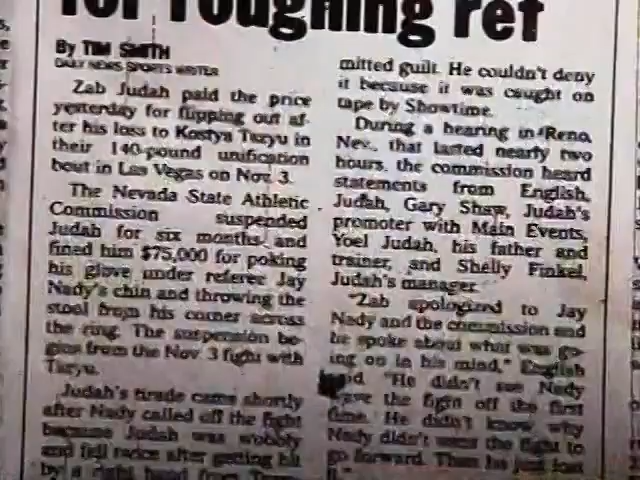 for roughing ref
By TIM SMITH
DAILY NEWS SPORTS WRITER
Zab Judah paid the price
yesterday for flipping out af-
ter his loss to Kostya Tszyu in
their 140-pound unification
bout in Las Vegas on Nov. 3.
The Nevada State Athletic
Commission suspended
Judah for six months and
fined him $75,000 for poking
his glove under referee Jay
Nady's chin and throwing the
stool from his corner across
the ring. The suspension be-
gins from the Nov. 3 fight with
Tszyu.
Judah's tirade came shortly
after Nady called off the fight
because Judah was wobbly
and fell twice after getting hit
by a right hand from
mitted guilt. He couldn't deny
it because it was caught on
tape by Showtime.
During a hearing in Reno,
Nev., that lasted nearly two
hours, the commission heard
statements from English,
Judah, Gary Shaw, Judah's
promoter with Main Events,
Yoel Judah, his father and
trainer, and Shelly Finkel,
Judah's manager.
"Zab apologized to Jay
Nady and the commission and
he spoke about what was go-
ing on in his mind," English
"He didn't see Nady
wave the fight off the first
time. He didn't know why
Nady didn't want the fight to
go forward. Then he just lost
it."